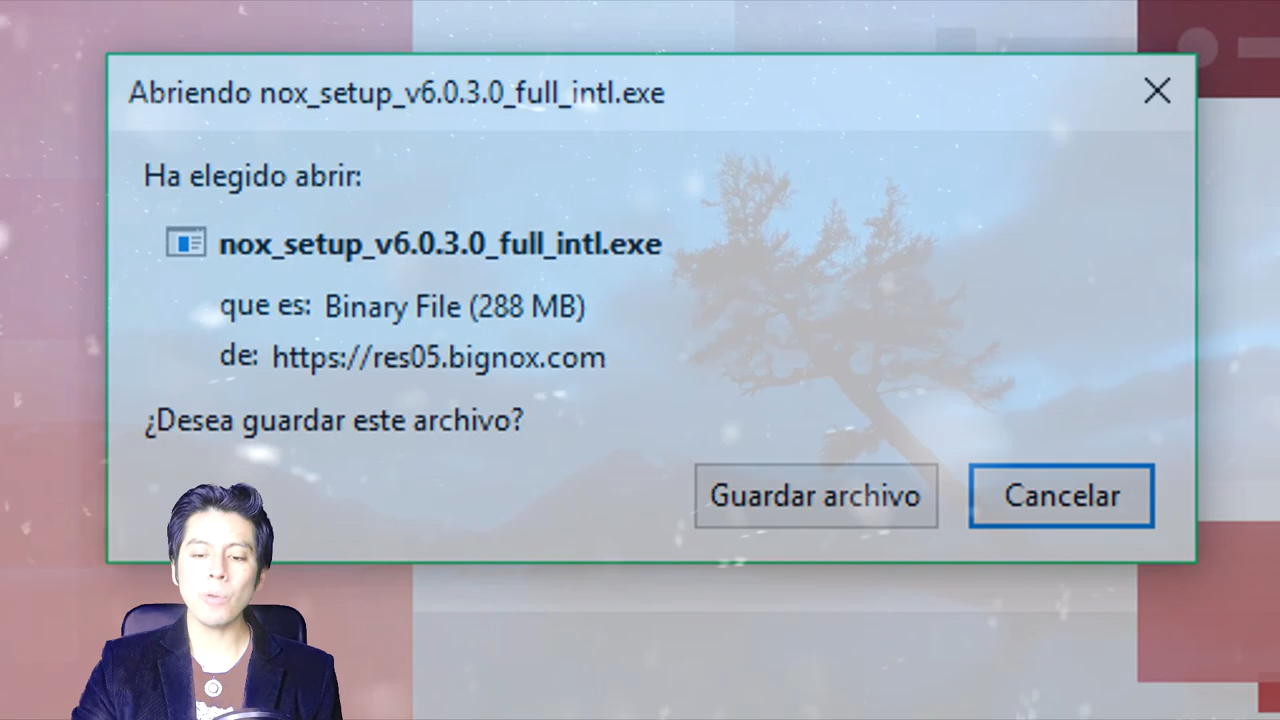 Abriendo nox_setup_v6.0.3.0_full_intl.exe
Ha elegido abrir:
nox_setup_v6.0.3.0_full_intl.exe
que es: Binary File (288 MB)
de: https://res05.bignox.com
¿Desea guardar este archivo?
Guardar archivo
Cancelar